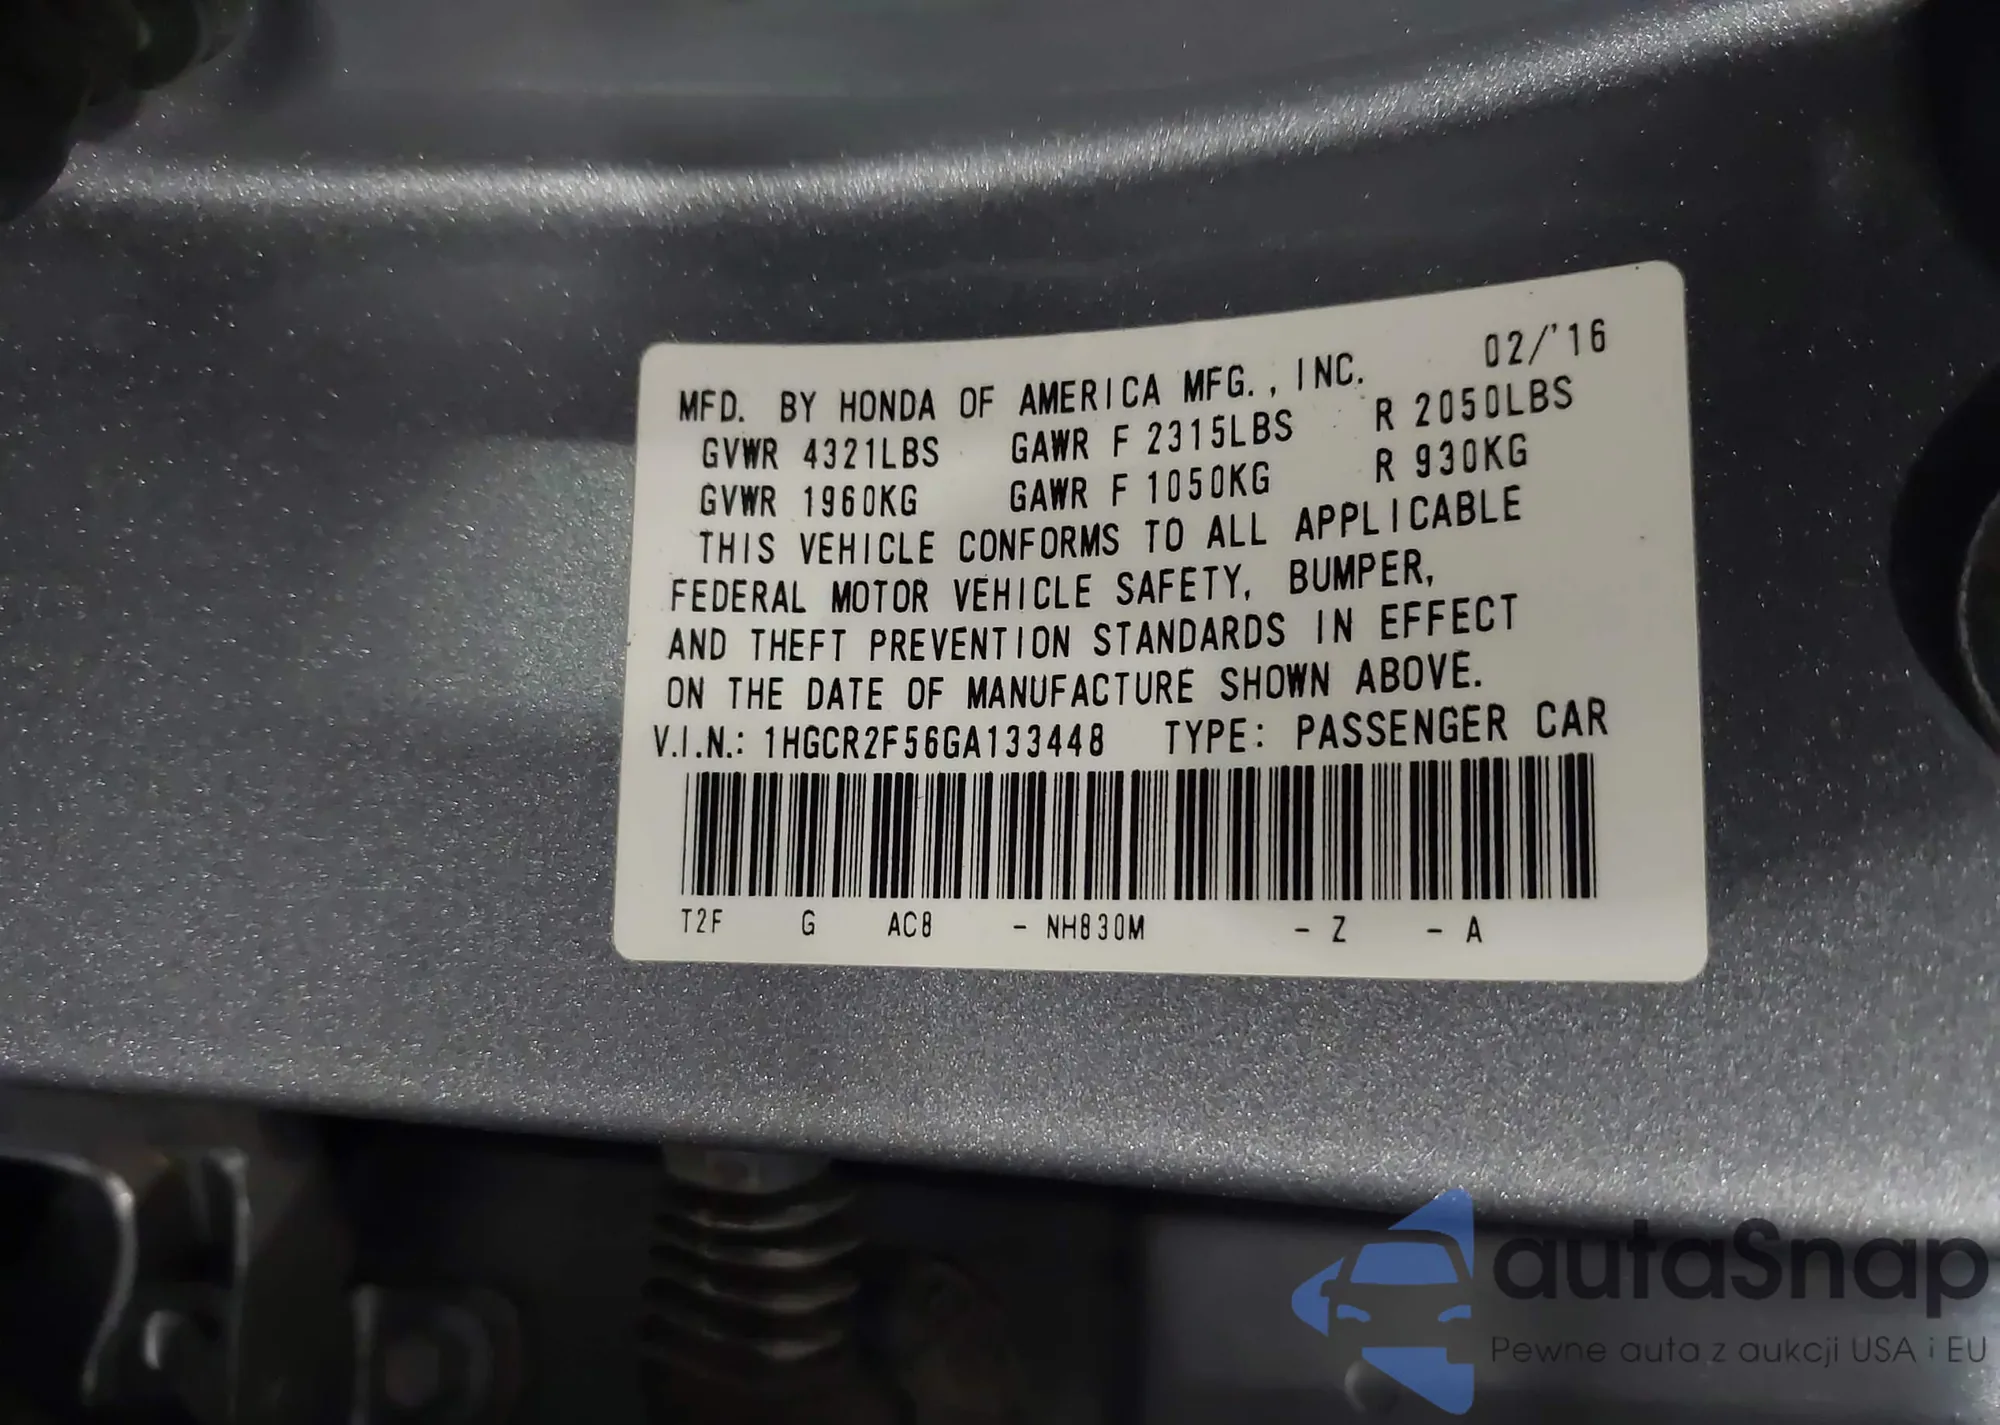 MFD. BY HONDA OF AMERICA MFG., INC. 02/'16
GVWR 4321LBS GAWR F 2315LBS R 2050LBS
GVWR 1960KG GAWR F 1050KG R 930KG
THIS VEHICLE CONFORMS TO ALL APPLICABLE
FEDERAL MOTOR VEHICLE SAFETY, BUMPER,
AND THEFT PREVENTION STANDARDS IN EFFECT
ON THE DATE OF MANUFACTURE SHOWN ABOVE.
V.I.N.: 1HGCR2F56GA133448 TYPE: PASSENGER CAR
T2F G AC8 - NH830M - Z - A
autaSnap
Pewne auta z aukcji USA i EU